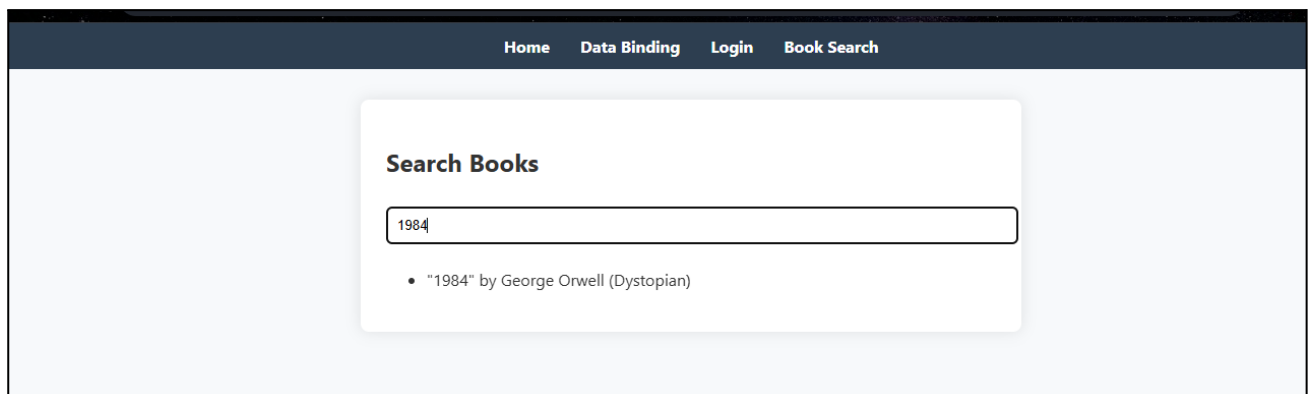 Home Data Binding Login Book Search
Search Books
1984
• "1984" by George Orwell (Dystopian)